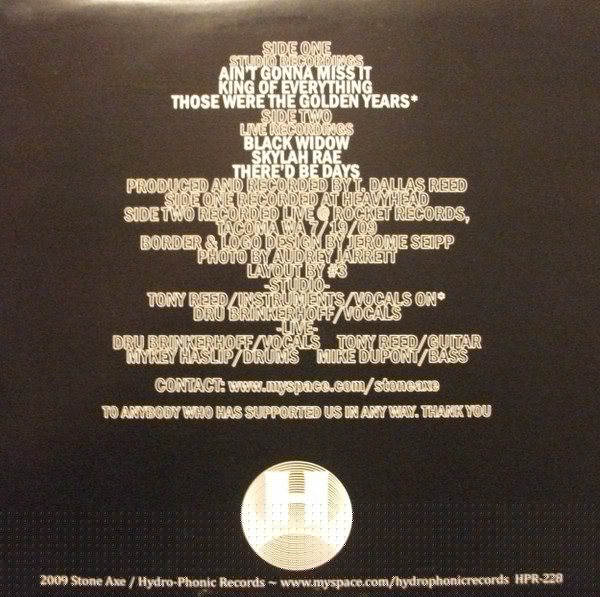 SIDE ONE
STUDIO RECORDINGS
AIN'T GONNA MISS IT
KING OF EVERYTHING
THOSE WERE THE GOLDEN YEARS*
SIDE TWO
LIVE RECORDINGS
BLACK WIDOW
SKYLAH RAE
THERE'D BE DAYS
PRODUCED AND RECORDED BY T. DALLAS REED
SIDE ONE RECORDED AT HEAVYHEAD
SIDE TWO RECORDED LIVE @ ROCKET RECORDS,
TACOMA WA 7/19/09
BORDER & LOGO DESIGN BY JEROME SEIPP
PHOTO BY AUDREY JARRETT
LAYOUT BY #3
-STUDIO-
TONY REED/INSTRUMENTS/VOCALS ON*
DRU BRINKERHOFF/VOCALS
-LIVE-
DRU BRINKERHOFF/VOCALS TONY REED/GUITAR
MYKEY HASLIP/DRUMS MIKE DUPONT/BASS
CONTACT: www.myspace.com/stoneaxe
TO ANYBODY WHO HAS SUPPORTED US IN ANY WAY. THANK YOU
H
2009 Stone Axe / Hydro-Phonic Records ~ www.myspace.com/hydrophonicrecords HPR-228